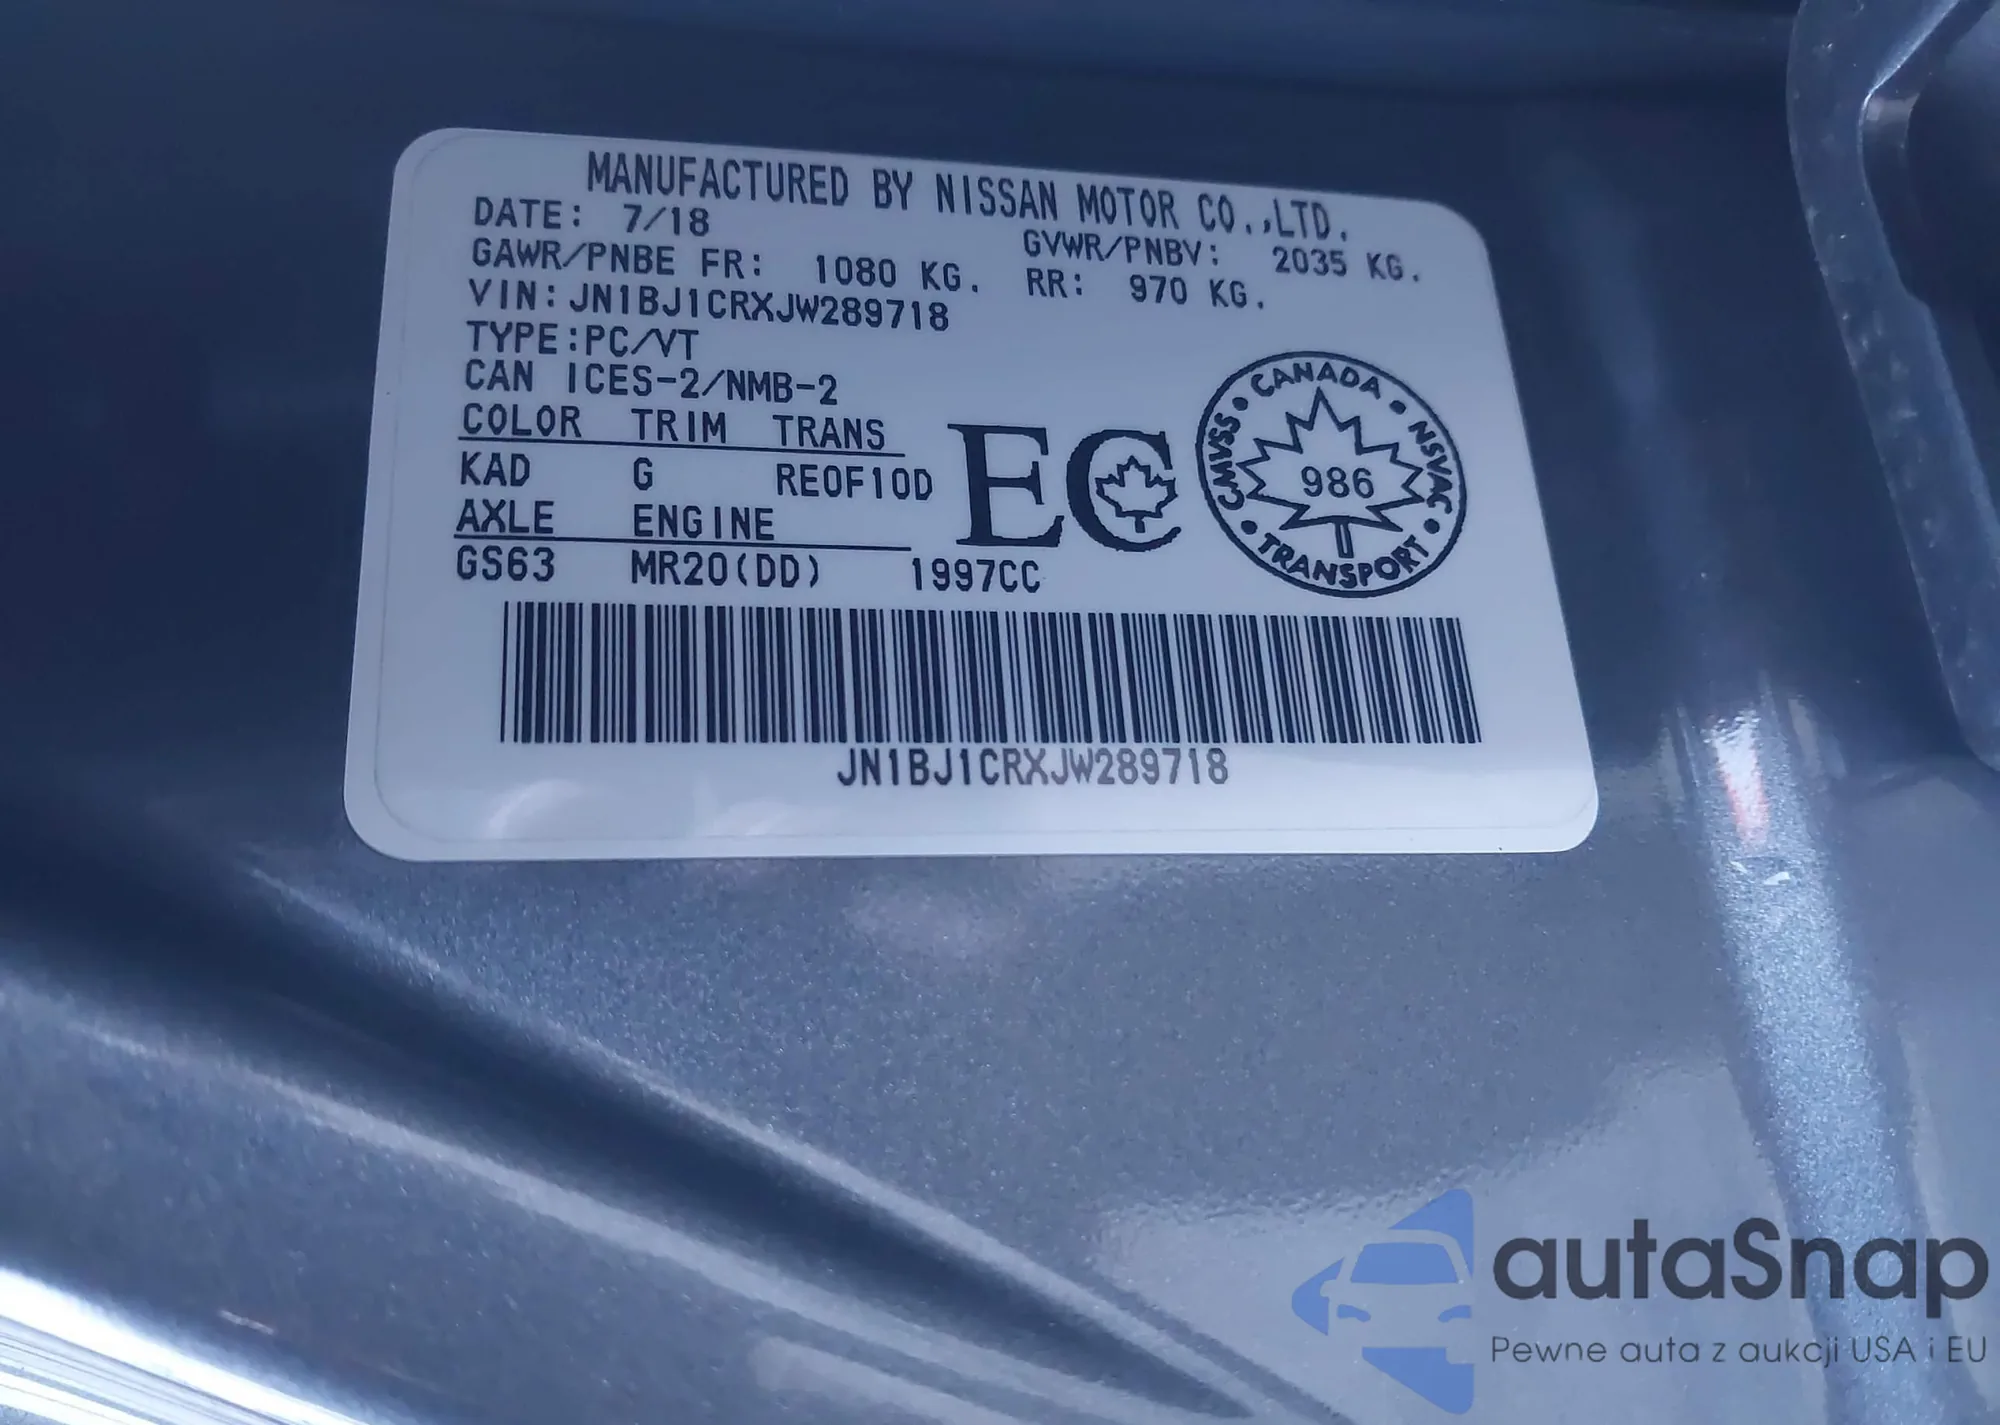 MANUFACTURED BY NISSAN MOTOR CO.,LTD.
DATE: 7/18 GVWR/PNBV: 2035 KG.
GAWR/PNBE FR: 1080 KG. RR: 970 KG.
VIN:JN1BJ1CRXJW289718
TYPE:PC/VT
CAN ICES-2/NMB-2
COLOR TRIM TRANS
KAD G RE0F10D
AXLE ENGINE
GS63 MR20(DD) 1997CC
EC
CMVSS • CANADA • NSVAC • TRANSPORT •
986
JN1BJ1CRXJW289718
autaSnap
Pewne auta z aukcji USA i EU